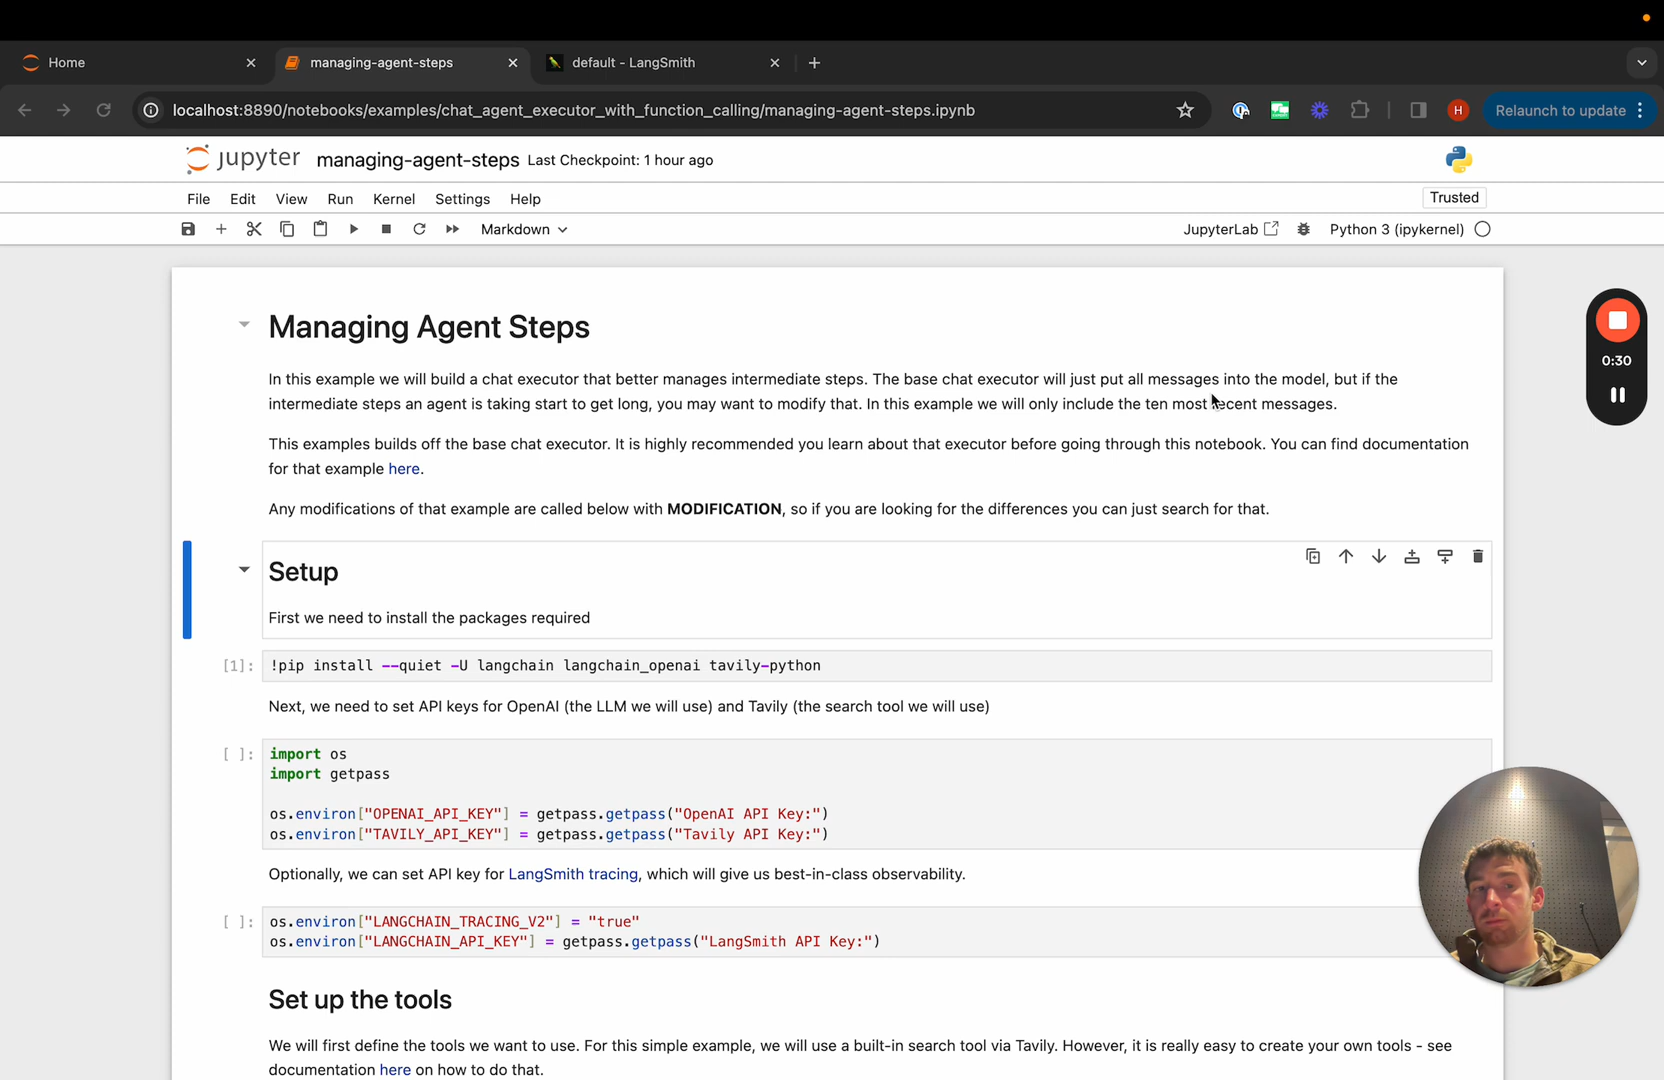 Home
managing-agent-steps
default - LangSmith
localhost:8890/notebooks/examples/chat_agent_executor_with_function_calling/managing-agent-steps.ipynb
H
Relaunch to update
jupyter managing-agent-steps Last Checkpoint: 1 hour ago
File Edit View Run Kernel Settings Help
Trusted
Markdown
JupyterLab
Python 3 (ipykernel)
0:30
Managing Agent Steps
In this example we will build a chat executor that better manages intermediate steps. The base chat executor will just put all messages into the model, but if the
intermediate steps an agent is taking start to get long, you may want to modify that. In this example we will only include the ten most recent messages.
This examples builds off the base chat executor. It is highly recommended you learn about that executor before going through this notebook. You can find documentation
for that example here.
Any modifications of that example are called below with MODIFICATION, so if you are looking for the differences you can just search for that.
Setup
First we need to install the packages required
[1]: !pip install --quiet -U langchain langchain_openai tavily-python
Next, we need to set API keys for OpenAI (the LLM we will use) and Tavily (the search tool we will use)
[ ]: import os
import getpass
os.environ["OPENAI_API_KEY"] = getpass.getpass("OpenAI API Key:")
os.environ["TAVILY_API_KEY"] = getpass.getpass("Tavily API Key:")
Optionally, we can set API key for LangSmith tracing, which will give us best-in-class observability.
[ ]: os.environ["LANGCHAIN_TRACING_V2"] = "true"
os.environ["LANGCHAIN_API_KEY"] = getpass.getpass("LangSmith API Key:")
Set up the tools
We will first define the tools we want to use. For this simple example, we will use a built-in search tool via Tavily. However, it is really easy to create your own tools - see
documentation here on how to do that.